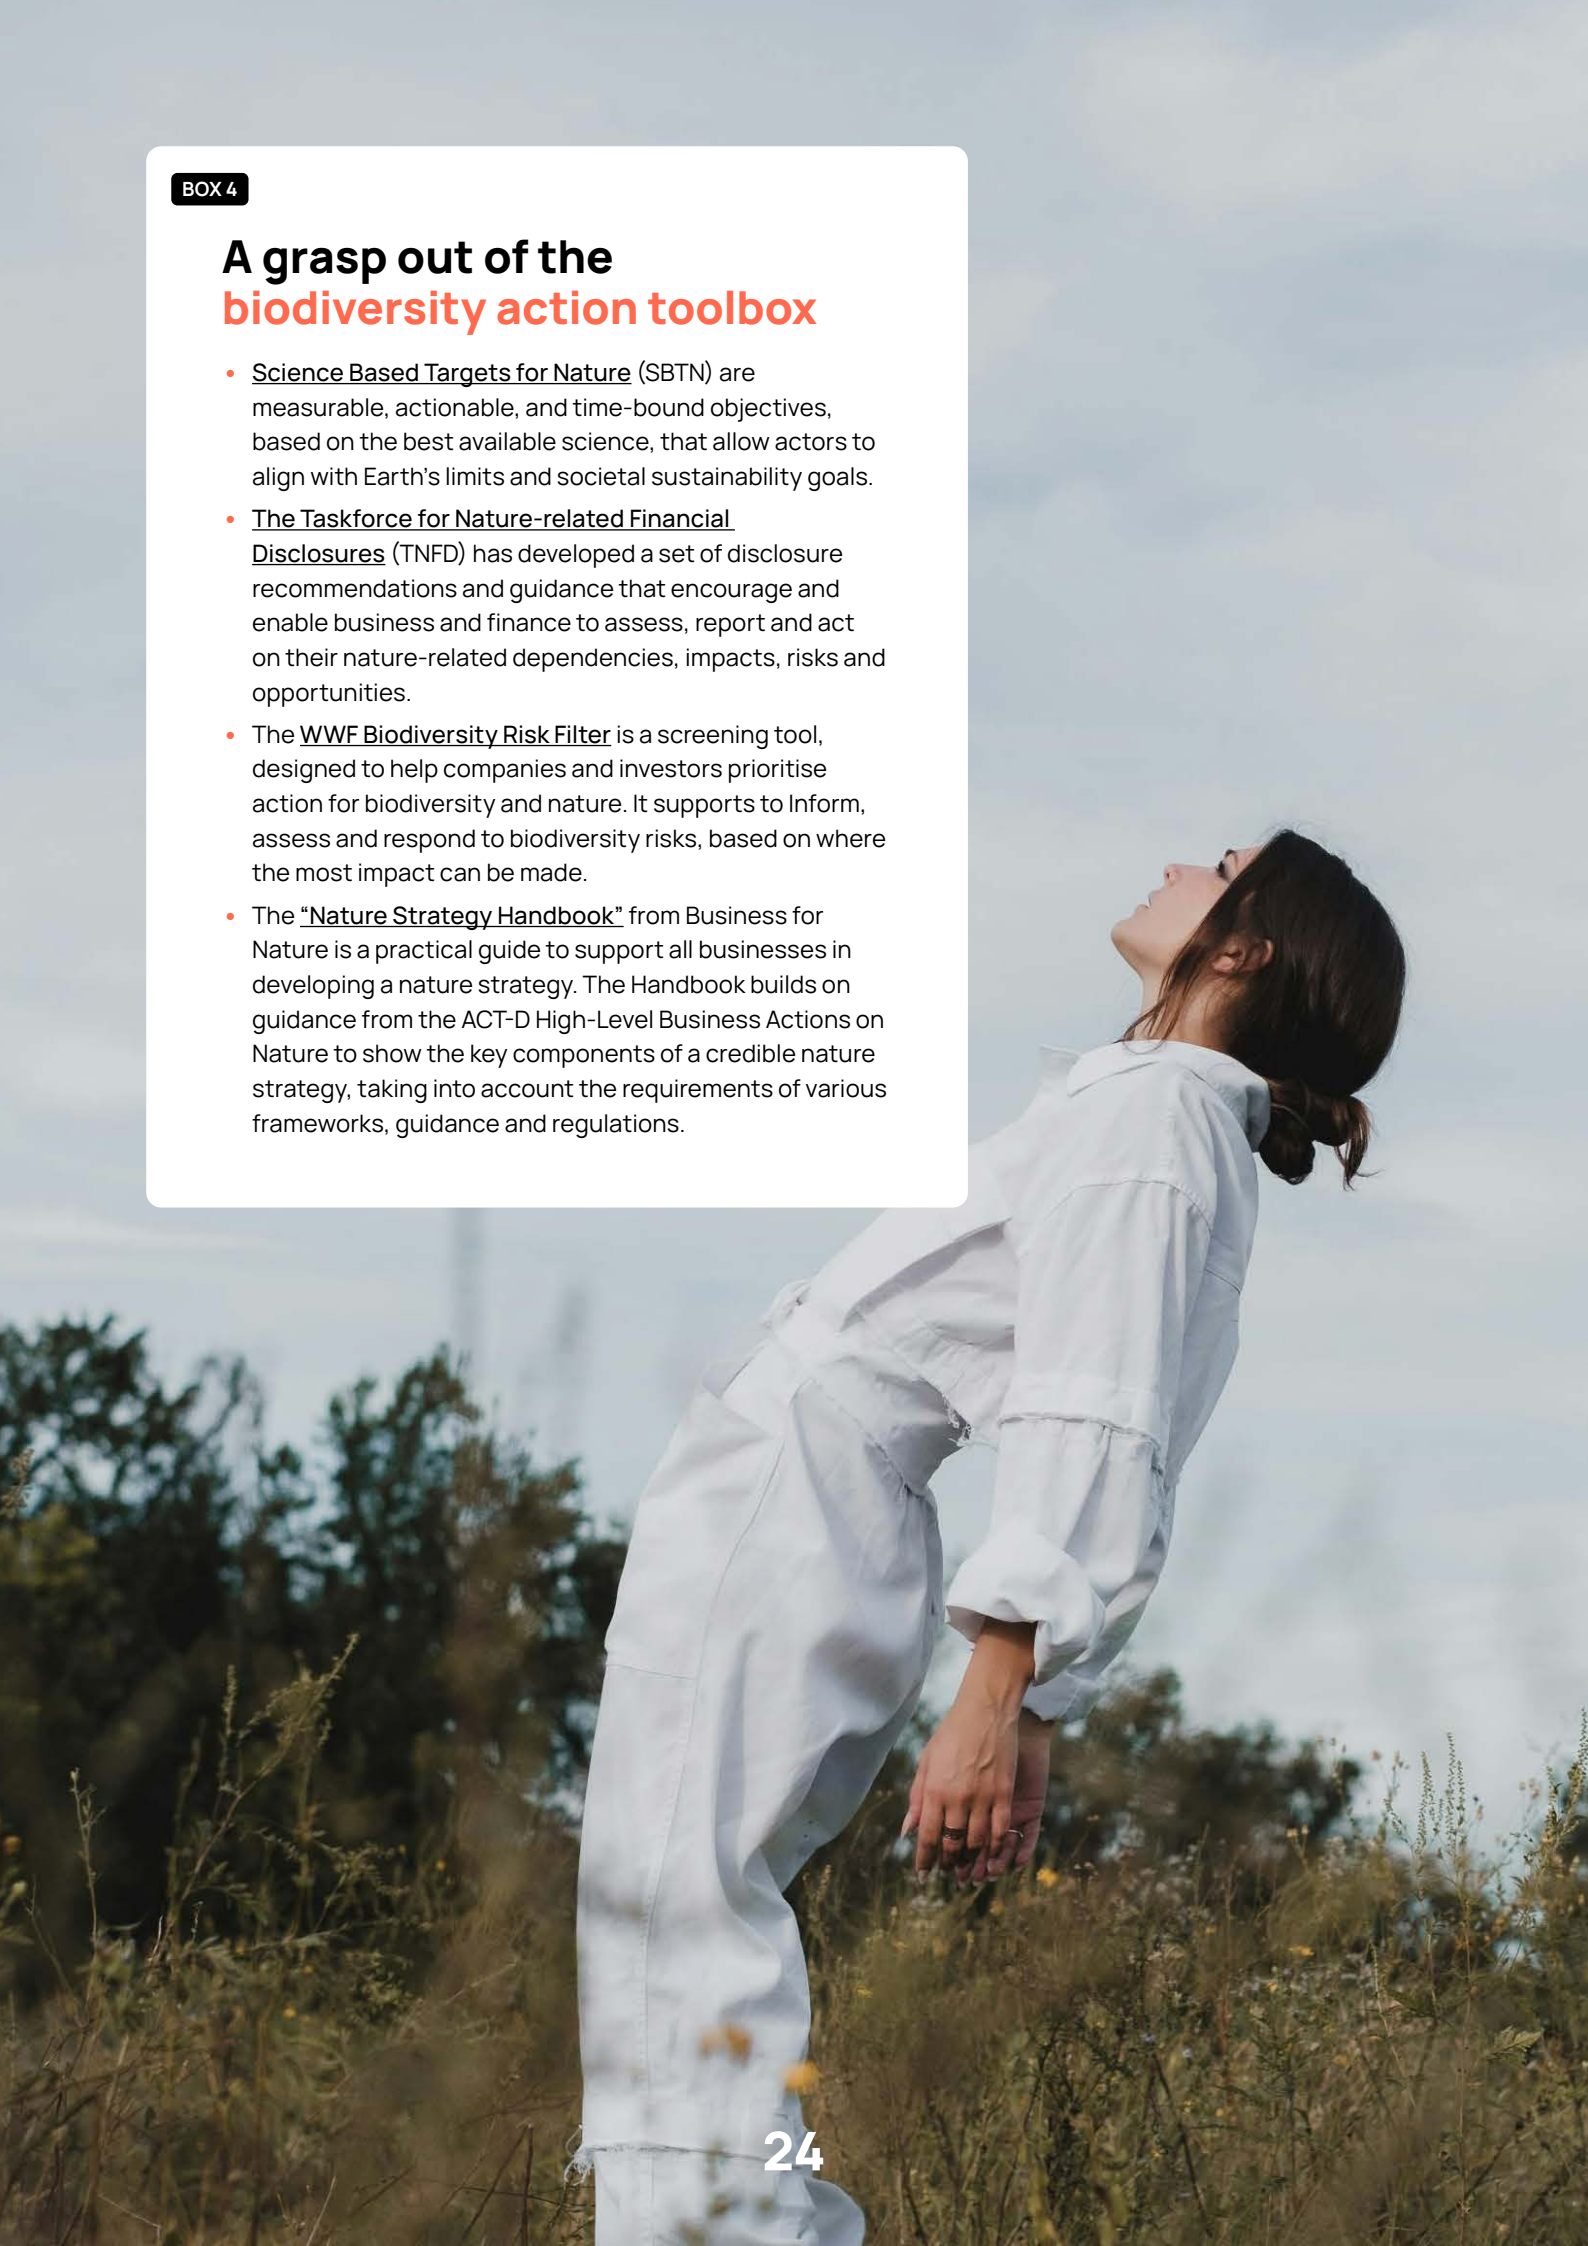 BOX 4
A grasp out of the
biodiversity action toolbox
• Science Based Targets for Nature (SBTN) are
measurable, actionable, and time-bound objectives,
based on the best available science, that allow actors to
align with Earth’s limits and societal sustainability goals.
• The Taskforce for Nature-related Financial
Disclosures (TNFD) has developed a set of disclosure
recommendations and guidance that encourage and
enable business and finance to assess, report and act
on their nature-related dependencies, impacts, risks and
opportunities.
• The WWF Biodiversity Risk Filter is a screening tool,
designed to help companies and investors prioritise
action for biodiversity and nature. It supports to Inform,
assess and respond to biodiversity risks, based on where
the most impact can be made.
• The “Nature Strategy Handbook” from Business for
Nature is a practical guide to support all businesses in
developing a nature strategy. The Handbook builds on
guidance from the ACT-D High-Level Business Actions on
Nature to show the key components of a credible nature
strategy, taking into account the requirements of various
frameworks, guidance and regulations.
24